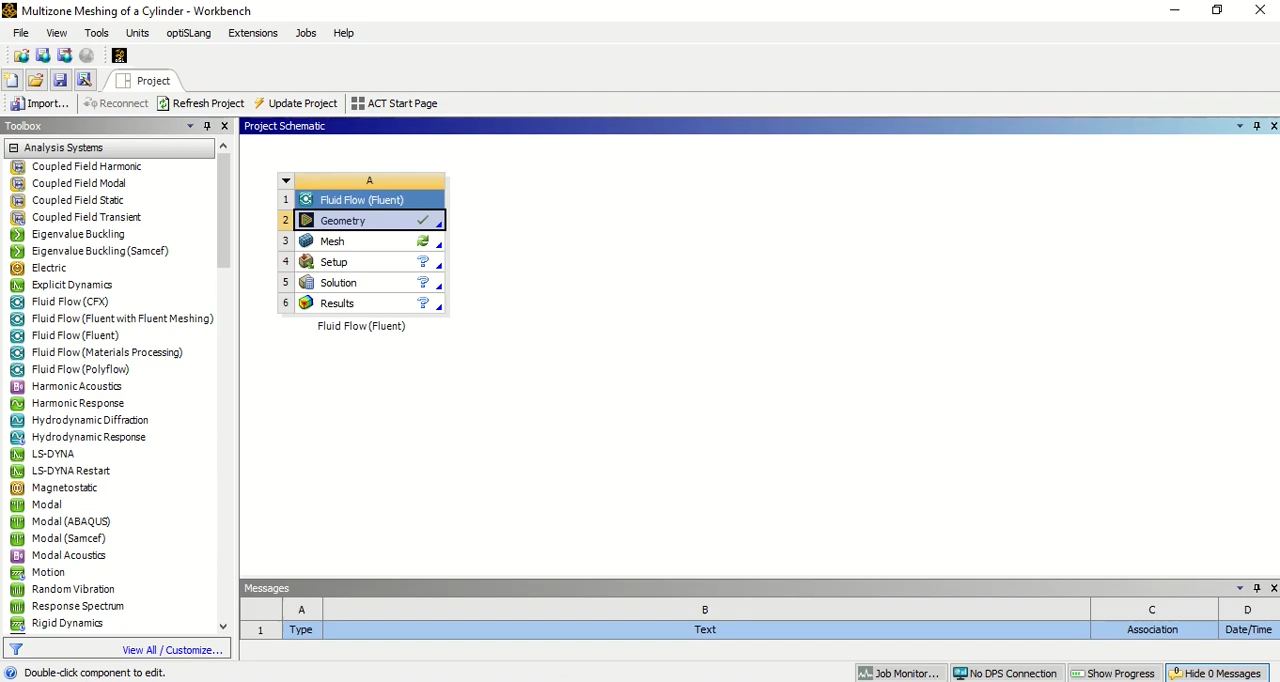 Multizone Meshing of a Cylinder - Workbench
File View Tools Units optiSLang Extensions Jobs Help
Project
Import... Reconnect Refresh Project Update Project ACT Start Page
Toolbox
Analysis Systems
Coupled Field Harmonic
Coupled Field Modal
Coupled Field Static
Coupled Field Transient
Eigenvalue Buckling
Eigenvalue Buckling (Samcef)
Electric
Explicit Dynamics
Fluid Flow (CFX)
Fluid Flow (Fluent with Fluent Meshing)
Fluid Flow (Fluent)
Fluid Flow (Materials Processing)
Fluid Flow (Polyflow)
Harmonic Acoustics
Harmonic Response
Hydrodynamic Diffraction
Hydrodynamic Response
LS-DYNA
LS-DYNA Restart
Magnetostatic
Modal
Modal (ABAQUS)
Modal (Samcef)
Modal Acoustics
Motion
Random Vibration
Response Spectrum
Rigid Dynamics
View All / Customize...
Project Schematic
A
1 Fluid Flow (Fluent)
2 Geometry
3 Mesh
4 Setup ?
5 Solution ?
6 Results ?
Fluid Flow (Fluent)
Messages
A B C D
1 Type Text Association Date/Time
Double-click component to edit.
Job Monitor... No DPS Connection Show Progress Hide 0 Messages